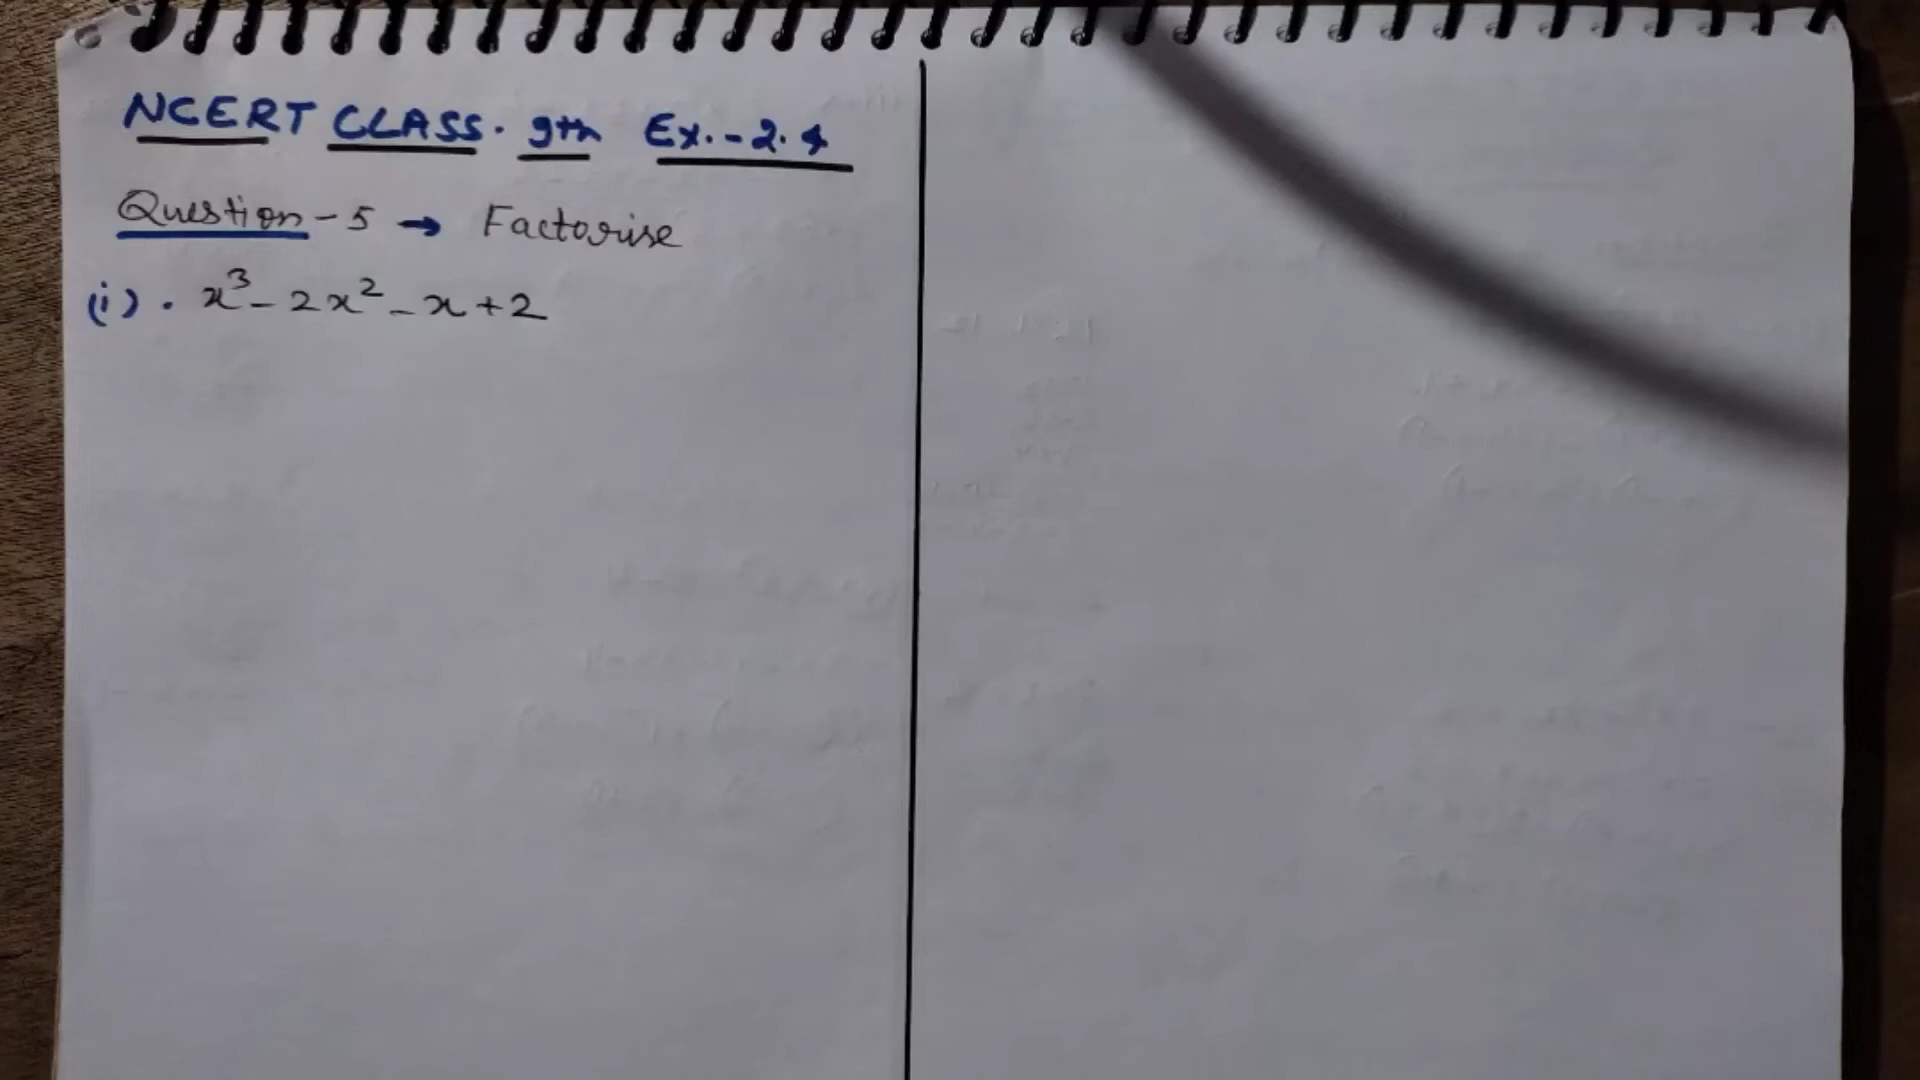 NCERT CLASS. 9th Ex.-2.4
Question-5 → Factorise
(i). x³-2x²-x+2